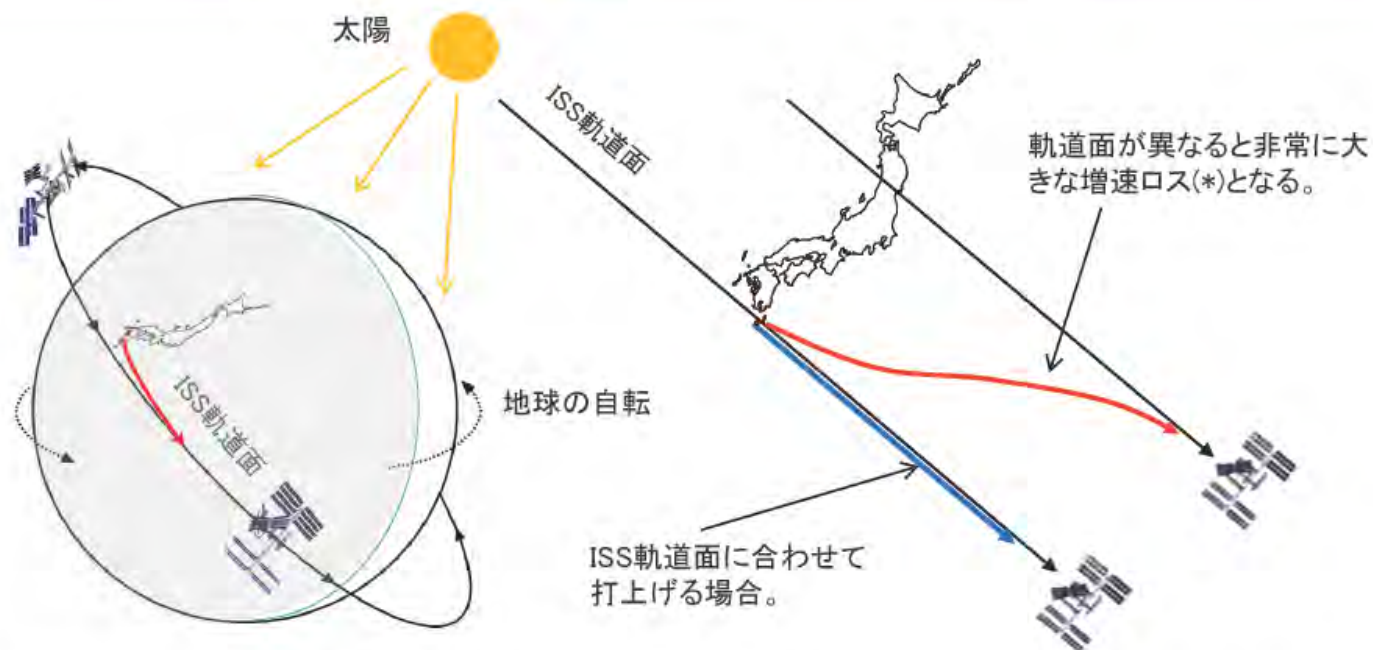 太陽
ISS軌道面
地球の自転
ISS軌道面
軌道面が異なると非常に大
きな増速ロス(*)となる。
ISS軌道面に合わせて
打上げる場合。